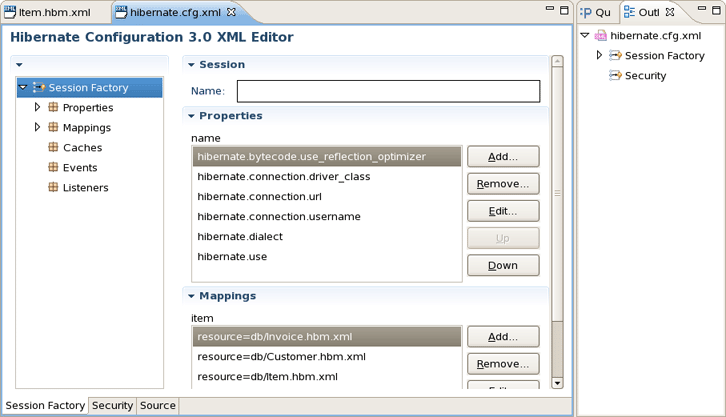 Item.hbm.xml
hibernate.cfg.xml
Hibernate Configuration 3.0 XML Editor
Session Factory
Properties
Mappings
Caches
Events
Listeners
Session
Name:
Properties
name
hibernate.bytecode.use_reflection_optimizer
hibernate.connection.driver_class
hibernate.connection.url
hibernate.connection.username
hibernate.dialect
hibernate.use
Add...
Remove...
Edit...
Up
Down
Mappings
item
resource=db/Invoice.hbm.xml
resource=db/Customer.hbm.xml
resource=db/Item.hbm.xml
Add...
Remove...
Edit...
Session Factory Security Source
Qu
Outl
hibernate.cfg.xml
Session Factory
Security